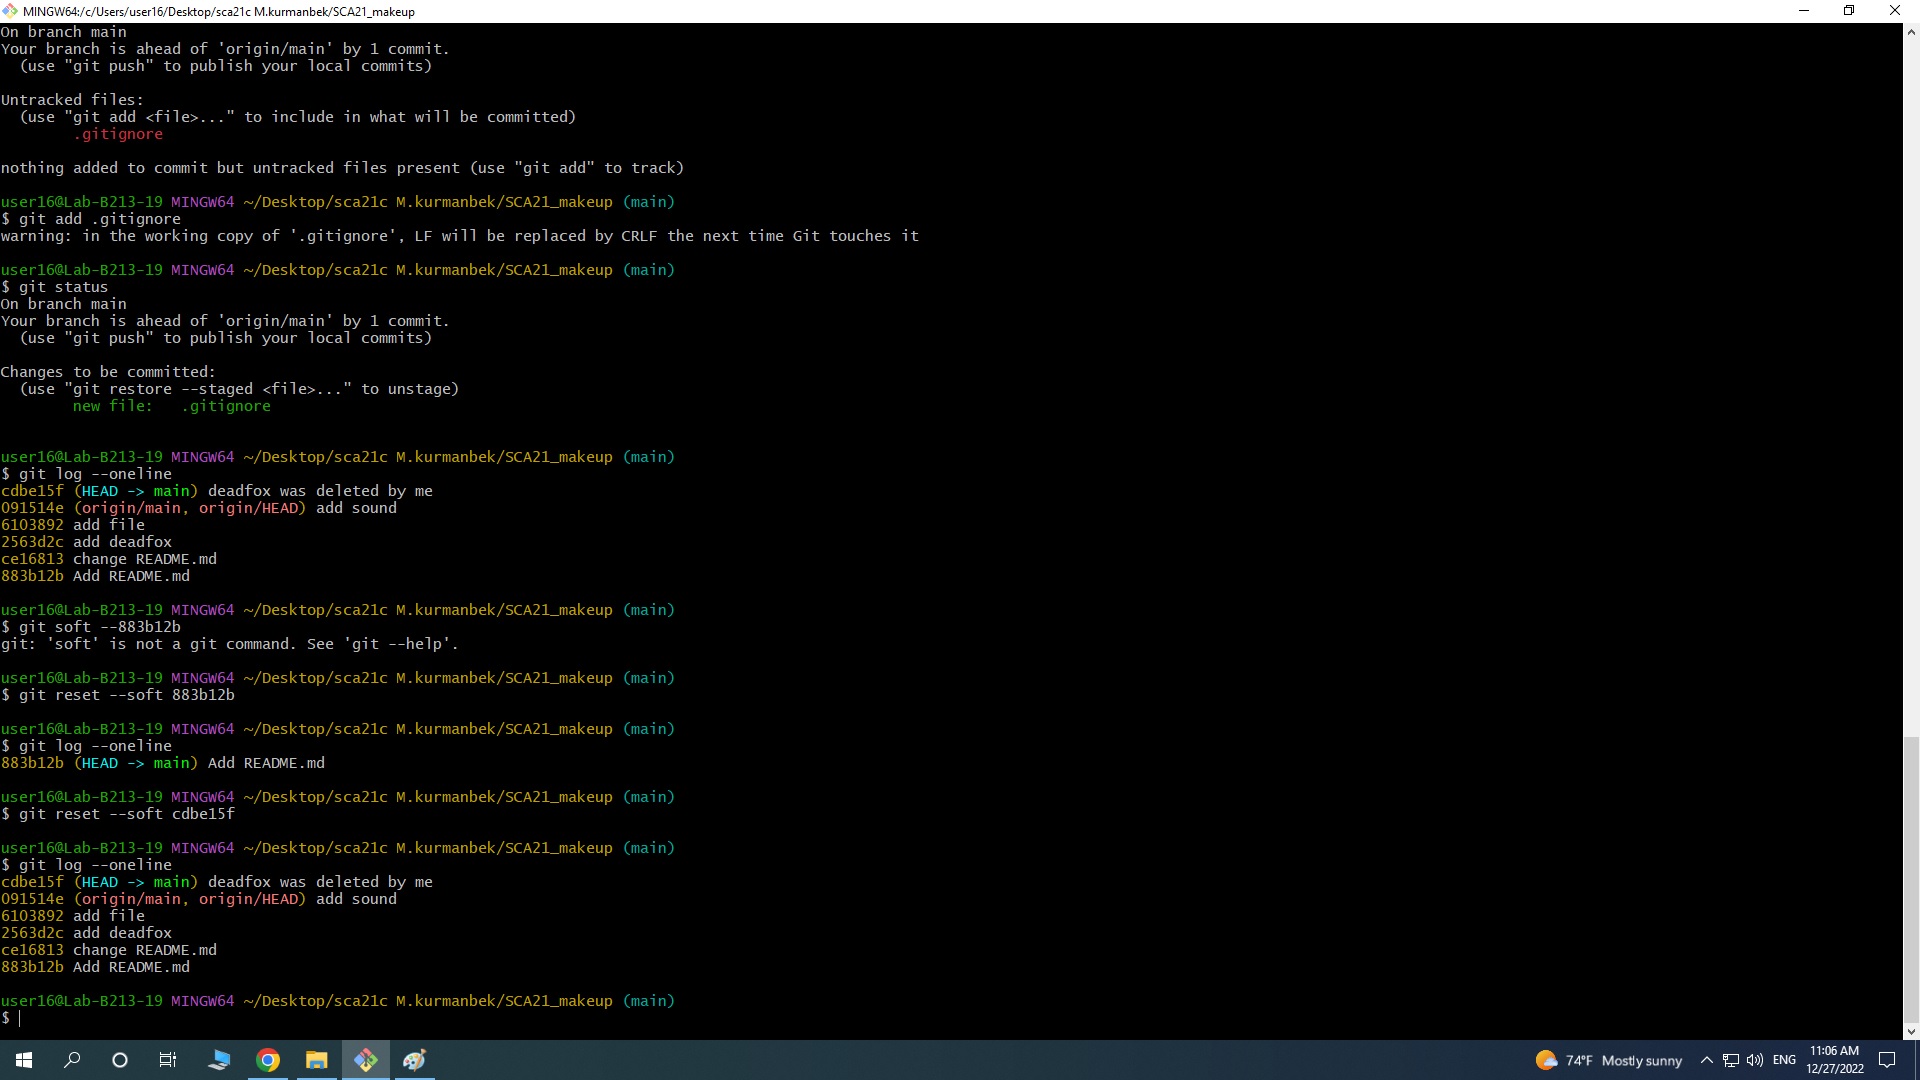 MINGW64:/c/Users/user16/Desktop/sca21c M.kurmanbek/SCA21_makeup
On branch main
Your branch is ahead of 'origin/main' by 1 commit.
  (use "git push" to publish your local commits)
Untracked files:
  (use "git add <file>..." to include in what will be committed)
        .gitignore
nothing added to commit but untracked files present (use "git add" to track)
user16@Lab-B213-19 MINGW64 ~/Desktop/sca21c M.kurmanbek/SCA21_makeup (main)
$ git add .gitignore
warning: in the working copy of '.gitignore', LF will be replaced by CRLF the next time Git touches it
user16@Lab-B213-19 MINGW64 ~/Desktop/sca21c M.kurmanbek/SCA21_makeup (main)
$ git status
On branch main
Your branch is ahead of 'origin/main' by 1 commit.
  (use "git push" to publish your local commits)
Changes to be committed:
  (use "git restore --staged <file>..." to unstage)
        new file:   .gitignore
user16@Lab-B213-19 MINGW64 ~/Desktop/sca21c M.kurmanbek/SCA21_makeup (main)
$ git log --oneline
cdbe15f (HEAD -> main) deadfox was deleted by me
091514e (origin/main, origin/HEAD) add sound
6103892 add file
2563d2c add deadfox
ce16813 change README.md
883b12b Add README.md
user16@Lab-B213-19 MINGW64 ~/Desktop/sca21c M.kurmanbek/SCA21_makeup (main)
$ git soft --883b12b
git: 'soft' is not a git command. See 'git --help'.
user16@Lab-B213-19 MINGW64 ~/Desktop/sca21c M.kurmanbek/SCA21_makeup (main)
$ git reset --soft 883b12b
user16@Lab-B213-19 MINGW64 ~/Desktop/sca21c M.kurmanbek/SCA21_makeup (main)
$ git log --oneline
883b12b (HEAD -> main) Add README.md
user16@Lab-B213-19 MINGW64 ~/Desktop/sca21c M.kurmanbek/SCA21_makeup (main)
$ git reset --soft cdbe15f
user16@Lab-B213-19 MINGW64 ~/Desktop/sca21c M.kurmanbek/SCA21_makeup (main)
$ git log --oneline
cdbe15f (HEAD -> main) deadfox was deleted by me
091514e (origin/main, origin/HEAD) add sound
6103892 add file
2563d2c add deadfox
ce16813 change README.md
883b12b Add README.md
user16@Lab-B213-19 MINGW64 ~/Desktop/sca21c M.kurmanbek/SCA21_makeup (main)
$
74°F Mostly sunny
ENG
11:06 AM
12/27/2022